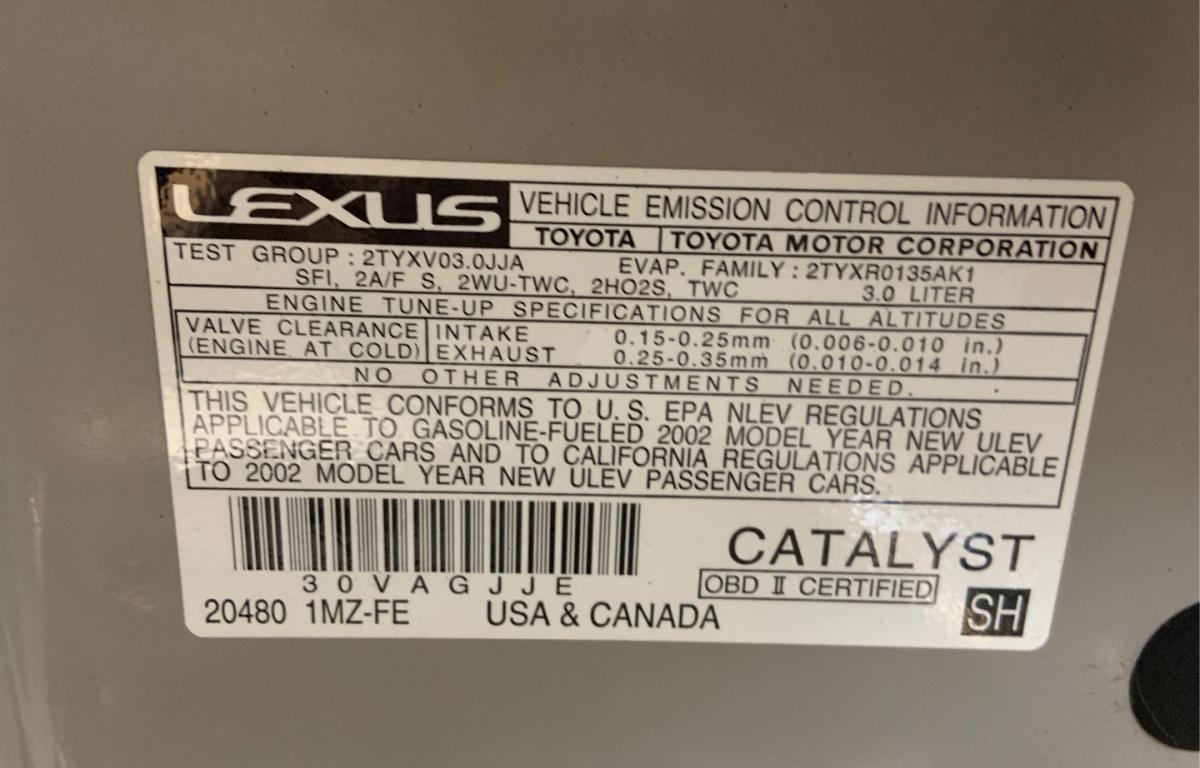 LEXUS VEHICLE EMISSION CONTROL INFORMATION
TOYOTA TOYOTA MOTOR CORPORATION
TEST GROUP : 2TYXV03.0JJA EVAP. FAMILY : 2TYXR0135AK1
SFI, 2A/F S, 2WU-TWC, 2HO2S, TWC 3.0 LITER
ENGINE TUNE-UP SPECIFICATIONS FOR ALL ALTITUDES
VALVE CLEARANCE INTAKE 0.15-0.25mm (0.006-0.010 in.)
(ENGINE AT COLD) EXHAUST 0.25-0.35mm (0.010-0.014 in.)
NO OTHER ADJUSTMENTS NEEDED.
THIS VEHICLE CONFORMS TO U.S. EPA NLEV REGULATIONS
APPLICABLE TO GASOLINE-FUELED 2002 MODEL YEAR NEW ULEV
PASSENGER CARS AND TO CALIFORNIA REGULATIONS APPLICABLE
TO 2002 MODEL YEAR NEW ULEV PASSENGER CARS.
CATALYST
30VAGJJE OBD II CERTIFIED
20480 1MZ-FE USA & CANADA SH